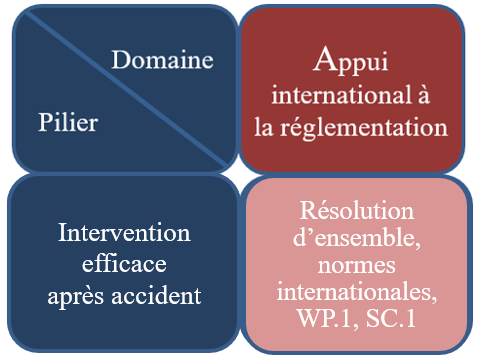 Domaine
Pilier
Appui
international à
la réglementation
Intervention
efficace
après accident
Résolution
d’ensemble,
normes
internationales,
WP.1, SC.1